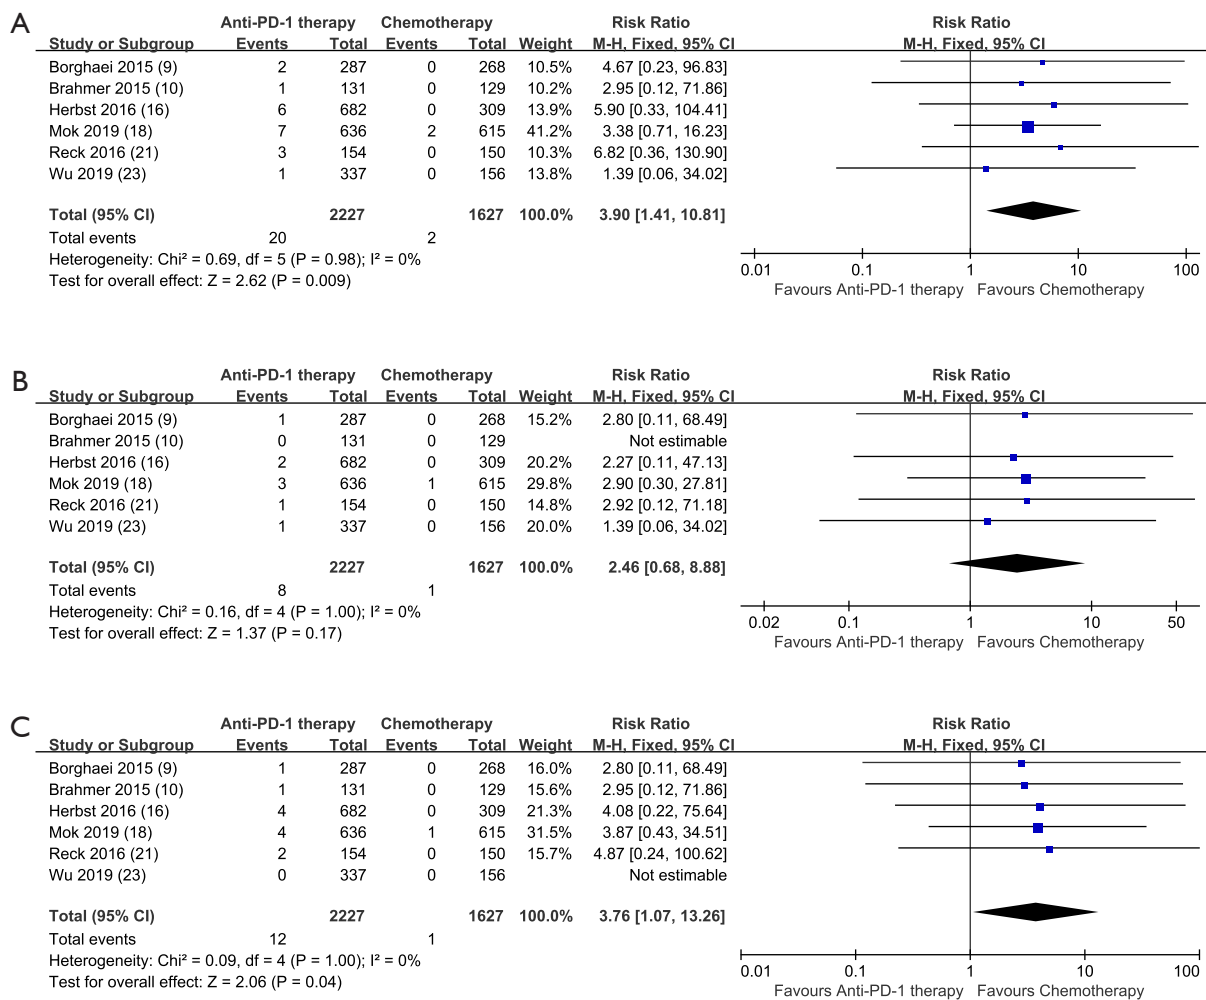 A
Anti-PD-1 therapy Chemotherapy Risk Ratio Risk Ratio
Study or Subgroup Events Total Events Total Weight M-H, Fixed, 95% CI M-H, Fixed, 95% CI
Borghaei 2015 (9) 2 287 0 268 10.5% 4.67 [0.23, 96.83]
Brahmer 2015 (10) 1 131 0 129 10.2% 2.95 [0.12, 71.86]
Herbst 2016 (16) 6 682 0 309 13.9% 5.90 [0.33, 104.41]
Mok 2019 (18) 7 636 2 615 41.2% 3.38 [0.71, 16.23]
Reck 2016 (21) 3 154 0 150 10.3% 6.82 [0.36, 130.90]
Wu 2019 (23) 1 337 0 156 13.8% 1.39 [0.06, 34.02]
Total (95% CI) 2227 1627 100.0% 3.90 [1.41, 10.81]
Total events 20 2
Heterogeneity: Chi² = 0.69, df = 5 (P = 0.98); I² = 0%
Test for overall effect: Z = 2.62 (P = 0.009)
0.01 0.1 1 10 100
Favours Anti-PD-1 therapy Favours Chemotherapy
B
Anti-PD-1 therapy Chemotherapy Risk Ratio Risk Ratio
Study or Subgroup Events Total Events Total Weight M-H, Fixed, 95% CI M-H, Fixed, 95% CI
Borghaei 2015 (9) 1 287 0 268 15.2% 2.80 [0.11, 68.49]
Brahmer 2015 (10) 0 131 0 129 Not estimable
Herbst 2016 (16) 2 682 0 309 20.2% 2.27 [0.11, 47.13]
Mok 2019 (18) 3 636 1 615 29.8% 2.90 [0.30, 27.81]
Reck 2016 (21) 1 154 0 150 14.8% 2.92 [0.12, 71.18]
Wu 2019 (23) 1 337 0 156 20.0% 1.39 [0.06, 34.02]
Total (95% CI) 2227 1627 100.0% 2.46 [0.68, 8.88]
Total events 8 1
Heterogeneity: Chi² = 0.16, df = 4 (P = 1.00); I² = 0%
Test for overall effect: Z = 1.37 (P = 0.17)
0.02 0.1 1 10 50
Favours Anti-PD-1 therapy Favours Chemotherapy
C
Anti-PD-1 therapy Chemotherapy Risk Ratio Risk Ratio
Study or Subgroup Events Total Events Total Weight M-H, Fixed, 95% CI M-H, Fixed, 95% CI
Borghaei 2015 (9) 1 287 0 268 16.0% 2.80 [0.11, 68.49]
Brahmer 2015 (10) 1 131 0 129 15.6% 2.95 [0.12, 71.86]
Herbst 2016 (16) 4 682 0 309 21.3% 4.08 [0.22, 75.64]
Mok 2019 (18) 4 636 1 615 31.5% 3.87 [0.43, 34.51]
Reck 2016 (21) 2 154 0 150 15.7% 4.87 [0.24, 100.62]
Wu 2019 (23) 0 337 0 156 Not estimable
Total (95% CI) 2227 1627 100.0% 3.76 [1.07, 13.26]
Total events 12 1
Heterogeneity: Chi² = 0.09, df = 4 (P = 1.00); I² = 0%
Test for overall effect: Z = 2.06 (P = 0.04)
0.01 0.1 1 10 100
Favours Anti-PD-1 therapy Favours Chemotherapy